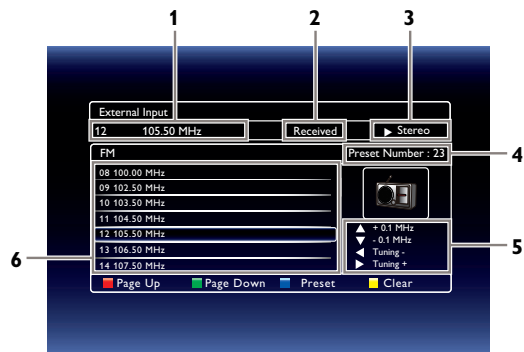 1 2 3
External Input
12 105.50 MHz Received Stereo
FM Preset Number : 23
4
08 100.00 MHz
09 102.50 MHz
10 103.50 MHz
11 104.50 MHz
12 105.50 MHz
13 106.50 MHz
14 107.50 MHz
+ 0.1 MHz
- 0.1 MHz
Tuning -
Tuning +
5
6
Page Up Page Down Preset Clear